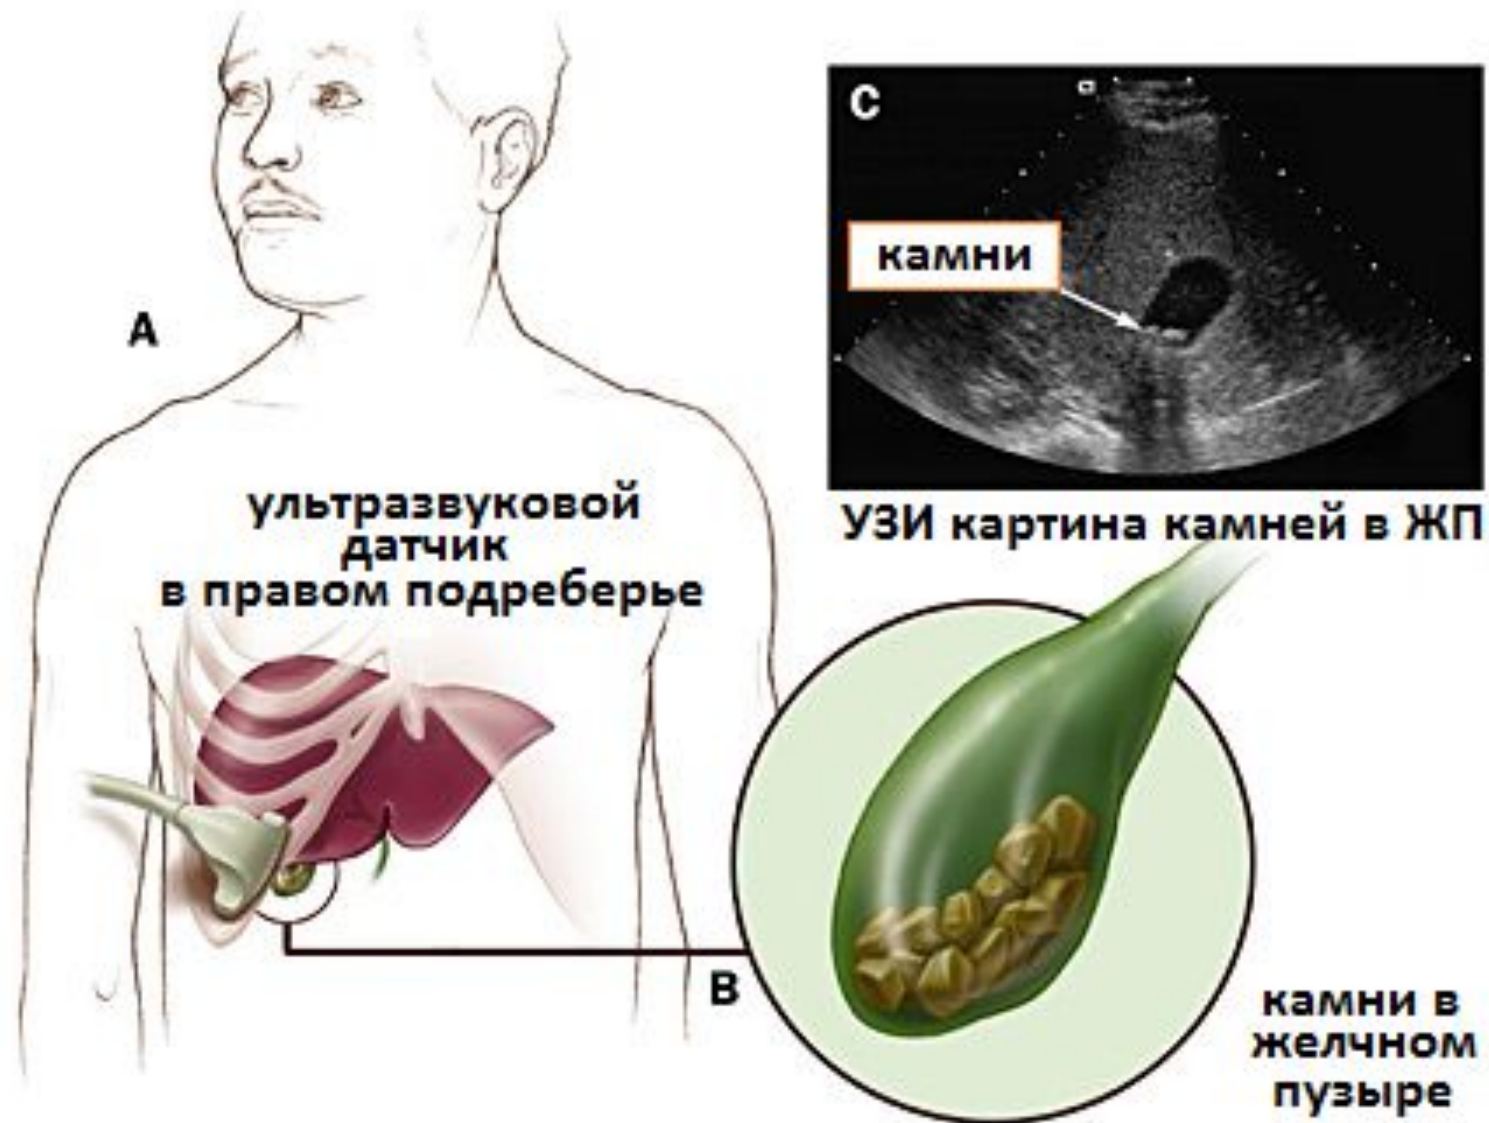 A
ультразвуковой
датчик
в правом подреберье
C
камни
УЗИ картина камней в ЖП
B
камни в
желчном
пузыре